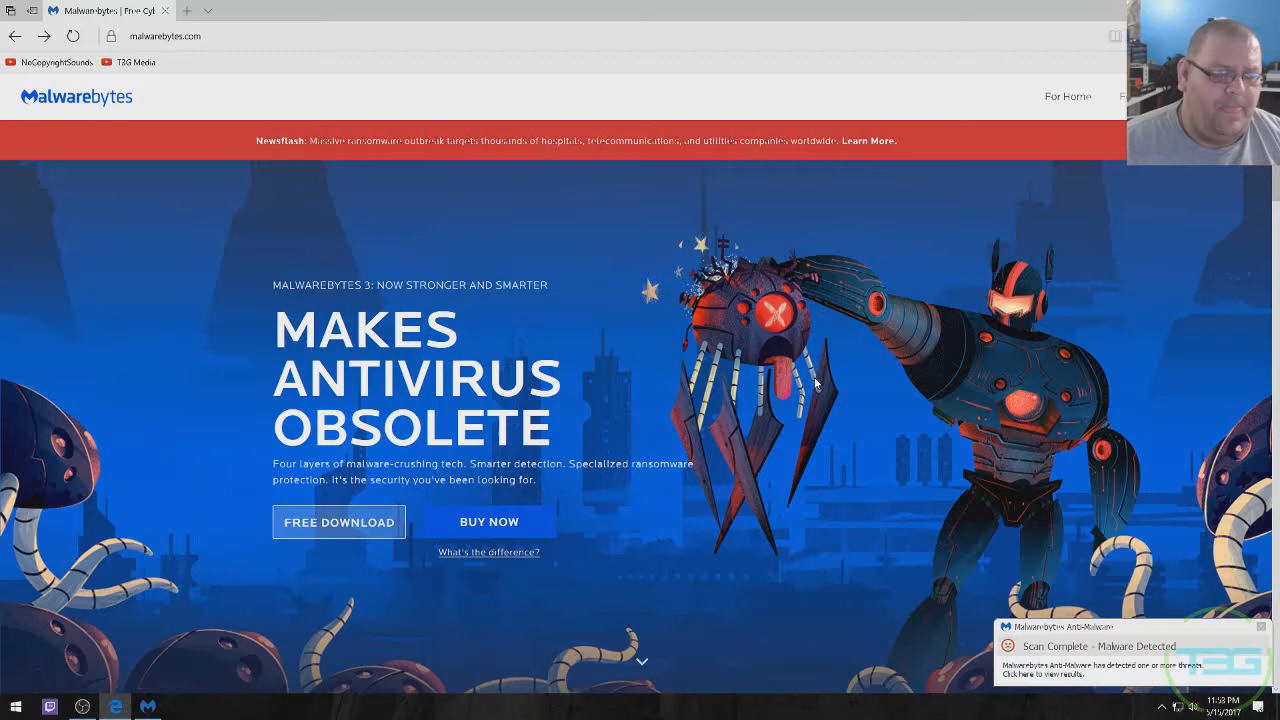 Malwarebytes | Free Cyb
malwarebytes.com
NoCopyrightSounds
T3G Media
Malwarebytes
For Home
Newsflash: Massive ransomware outbreak targets thousands of hospitals, telecommunications, and utilities companies worldwide. Learn More.
MALWAREBYTES 3: NOW STRONGER AND SMARTER
MAKES
ANTIVIRUS
OBSOLETE
Four layers of malware-crushing tech. Smarter detection. Specialized ransomware
protection. It's the security you've been looking for.
FREE DOWNLOAD
BUY NOW
What's the difference?
Malwarebytes Anti-Malware
Scan Complete - Malware Detected
Malwarebytes Anti-Malware has detected one or more threats.
Click here to view results.
T3G
11:53 PM
5/15/2017